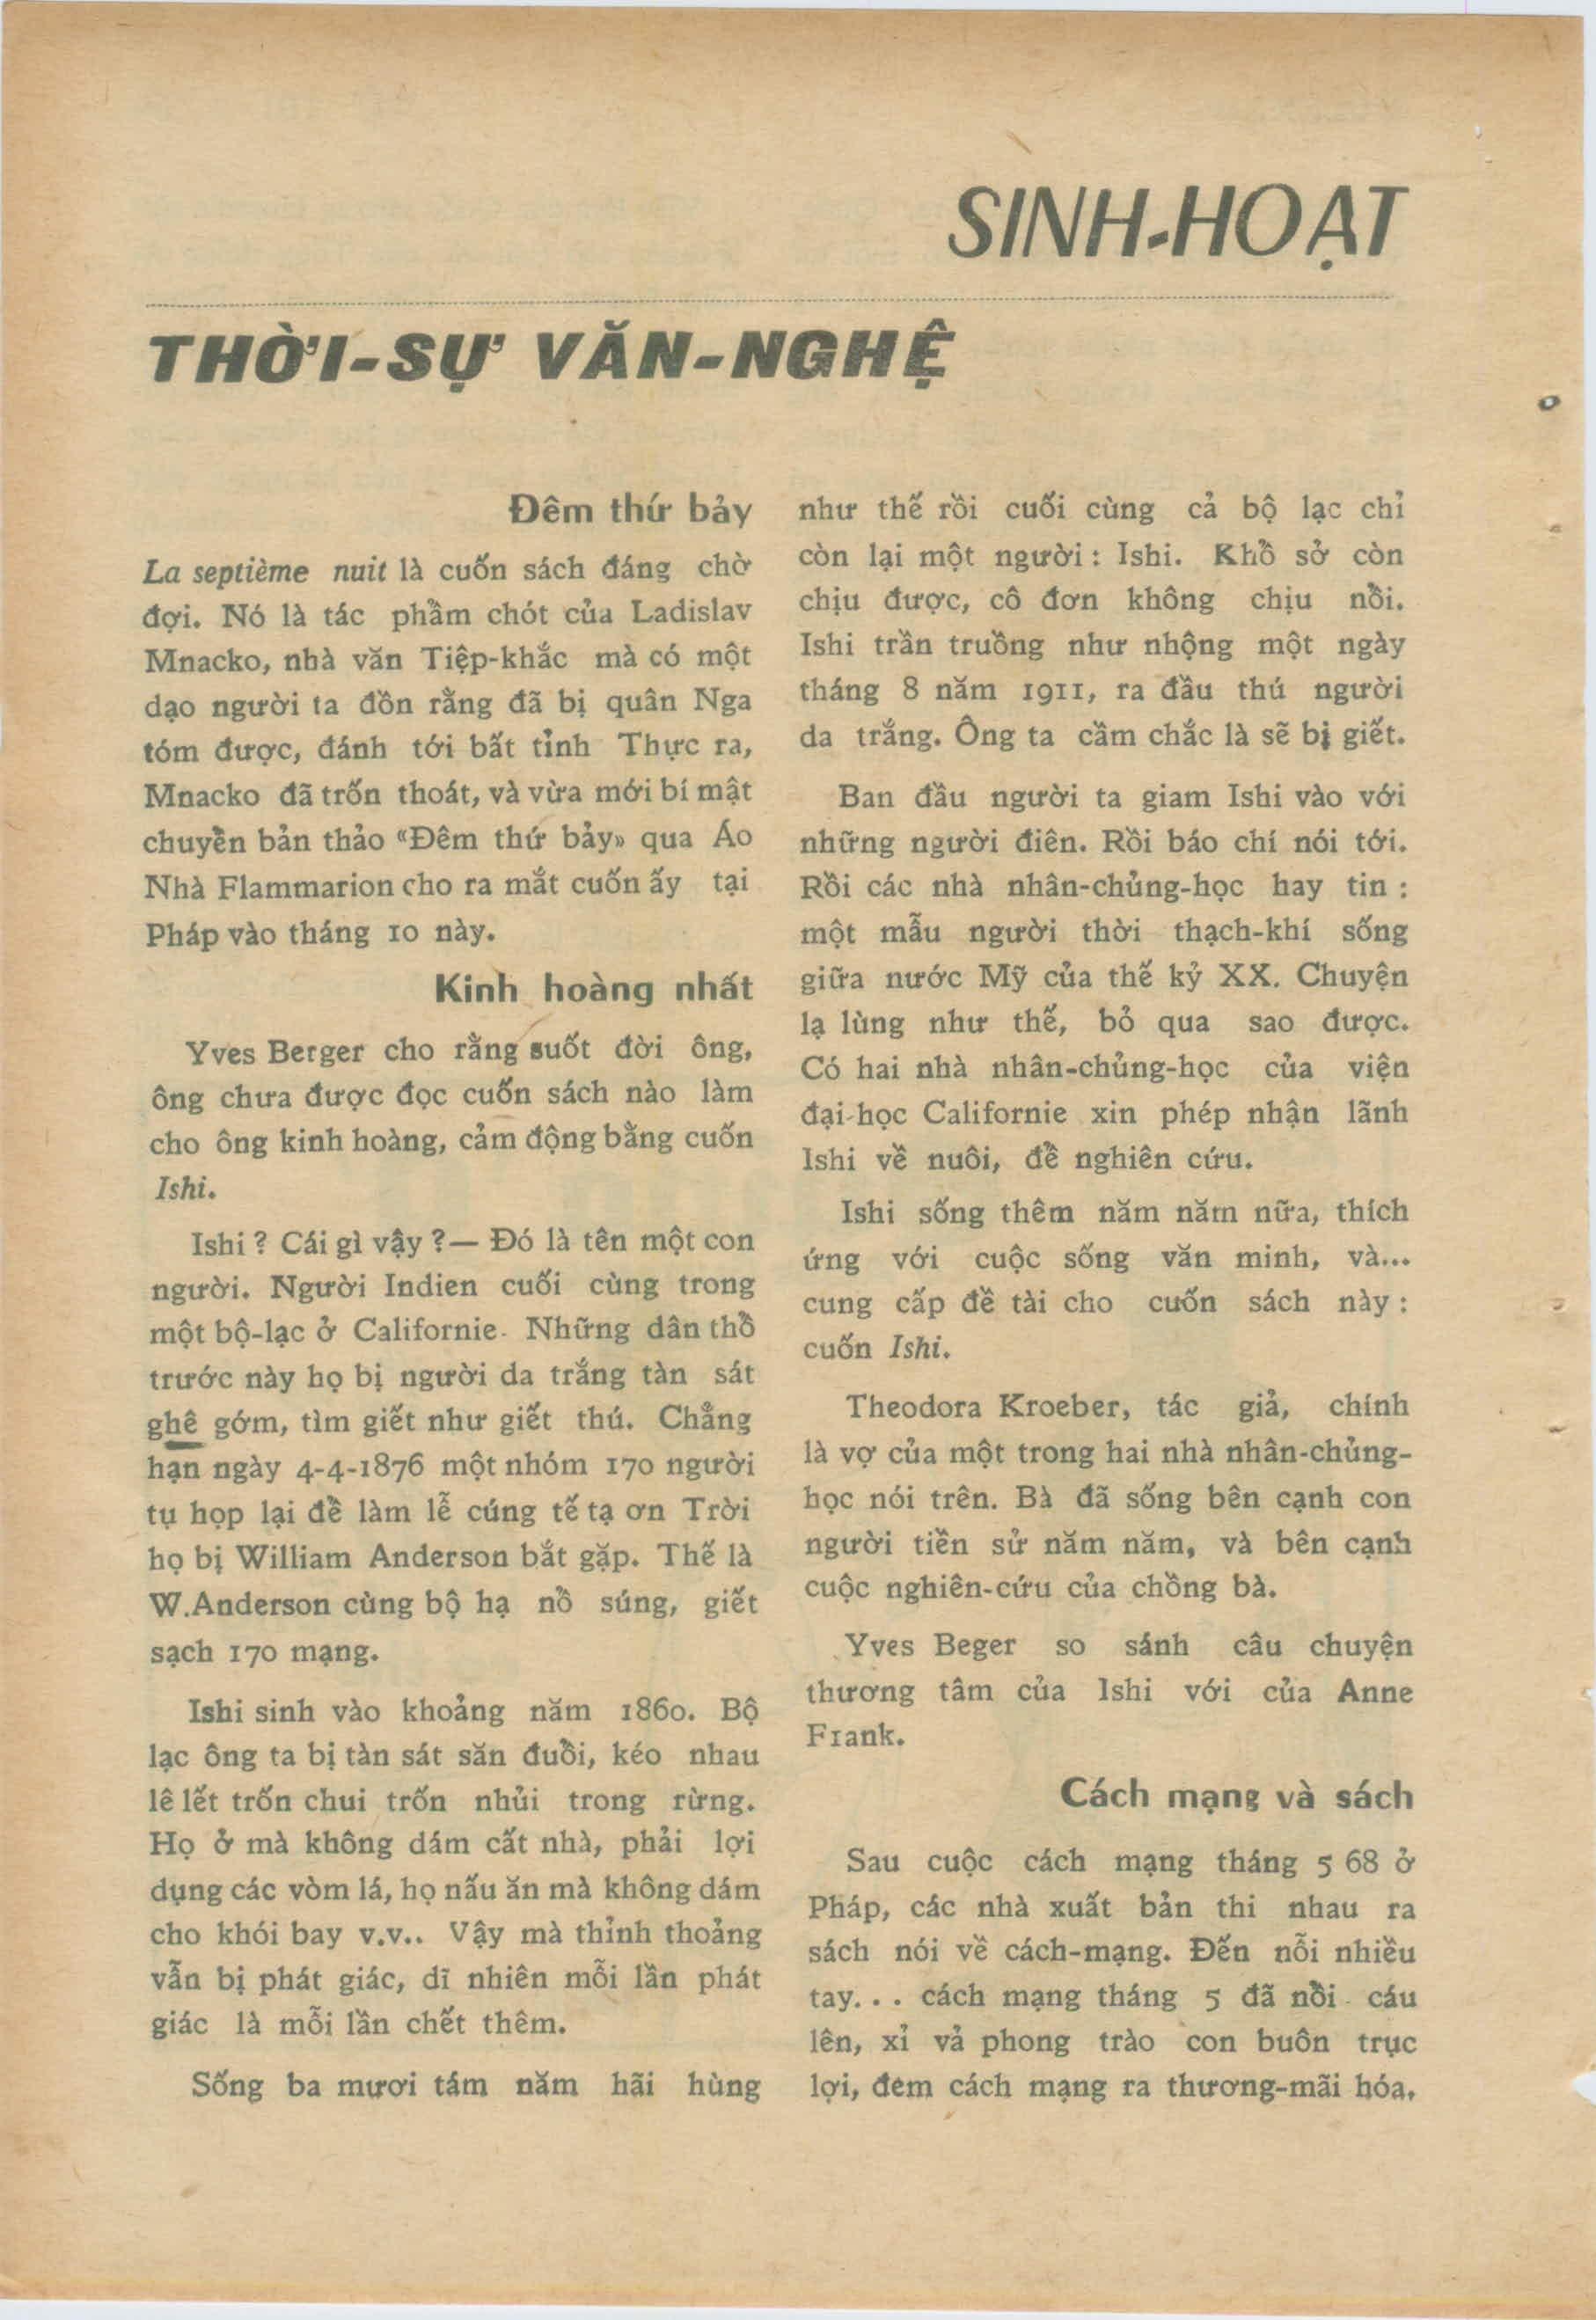 SINH-HOẠT
THỜI-SỰ VĂN-NGHỆ
Đêm thứ bảy
La septième nuit là cuốn sách đáng chờ
đợi. Nó là tác phẩm chót của Ladislav
Mnacko, nhà văn Tiệp-khắc mà có một
dạo người ta đồn rằng đã bị quân Nga
tóm được, đánh tới bất tỉnh Thực ra,
Mnacko đã trốn thoát, và vừa mới bí mật
chuyển bản thảo «Đêm thứ bảy» qua Áo
Nhà Flammarion cho ra mắt cuốn ấy tại
Pháp vào tháng 10 này.
Kinh hoàng nhất
Yves Berger cho rằng suốt đời ông,
ông chưa được đọc cuốn sách nào làm
cho ông kinh hoàng, cảm động bằng cuốn
Ishi.
Ishi ? Cái gì vậy ?— Đó là tên một con
người. Người Indien cuối cùng trong
một bộ-lạc ở Californie. Những dân thổ
trước này họ bị người da trắng tàn sát
ghê gớm, tìm giết như giết thú. Chẳng
hạn ngày 4-4-1876 một nhóm 170 người
tụ họp lại để làm lễ cúng tế tạ ơn Trời
họ bị William Anderson bắt gặp. Thế là
W.Anderson cùng bộ hạ nổ súng, giết
sạch 170 mạng.
Ishi sinh vào khoảng năm 1860. Bộ
lạc ông ta bị tàn sát săn đuổi, kéo nhau
lê lết trốn chui trốn nhủi trong rừng.
Họ ở mà không dám cất nhà, phải lợi
dụng các vòm lá, họ nấu ăn mà không dám
cho khói bay v.v.. Vậy mà thỉnh thoảng
vẫn bị phát giác, dĩ nhiên mỗi lần phát
giác là mỗi lần chết thêm.
Sống ba mươi tám năm hãi hùng
như thế rồi cuối cùng cả bộ lạc chỉ
còn lại một người : Ishi. Khổ sở còn
chịu được, cô đơn không chịu nổi.
Ishi trần truồng như nhộng một ngày
tháng 8 năm 1911, ra đầu thú người
da trắng. Ông ta cầm chắc là sẽ bị giết.
Ban đầu người ta giam Ishi vào với
những người điên. Rồi báo chí nói tới.
Rồi các nhà nhân-chủng-học hay tin :
một mẫu người thời thạch-khí sống
giữa nước Mỹ của thế kỷ XX. Chuyện
lạ lùng như thế, bỏ qua sao được.
Có hai nhà nhân-chủng-học của viện
đại-học Californie xin phép nhận lãnh
Ishi về nuôi, để nghiên cứu.
Ishi sống thêm năm năm nữa, thích
ứng với cuộc sống văn minh, và...
cung cấp đề tài cho cuốn sách này :
cuốn Ishi.
Theodora Kroeber, tác giả, chính
là vợ của một trong hai nhà nhân-chủng-
học nói trên. Bà đã sống bên cạnh con
người tiền sử năm năm, và bên cạnh
cuộc nghiên-cứu của chồng bà.
Yves Beger so sánh câu chuyện
thương tâm của Ishi với của Anne
Frank.
Cách mạng và sách
Sau cuộc cách mạng tháng 5 68 ở
Pháp, các nhà xuất bản thi nhau ra
sách nói về cách-mạng. Đến nỗi nhiều
tay... cách mạng tháng 5 đã nổi cáu
lên, xỉ vả phong trào con buôn trục
lợi, đem cách mạng ra thương-mãi hóa.